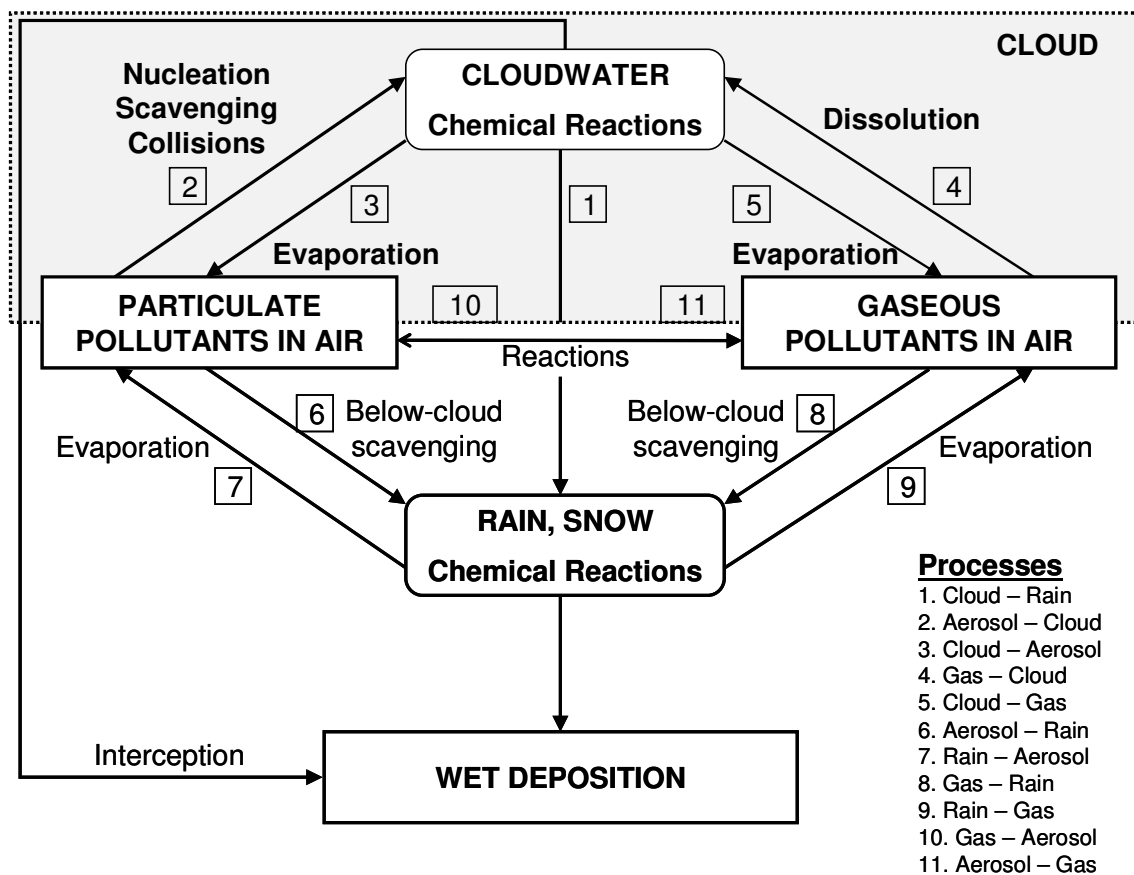 CLOUD
CLOUDWATER
Chemical Reactions
Nucleation
Scavenging
Collisions
Dissolution
2
3
1
5
4
Evaporation
Evaporation
10
11
PARTICULATE
POLLUTANTS IN AIR
GASEOUS
POLLUTANTS IN AIR
Reactions
6
Below-cloud
scavenging
Below-cloud
scavenging
8
Evaporation
7
Evaporation
9
RAIN, SNOW
Chemical Reactions
Processes
1. Cloud – Rain
2. Aerosol – Cloud
3. Cloud – Aerosol
4. Gas – Cloud
5. Cloud – Gas
6. Aerosol – Rain
7. Rain – Aerosol
8. Gas – Rain
9. Rain – Gas
10. Gas – Aerosol
11. Aerosol – Gas
Interception
WET DEPOSITION